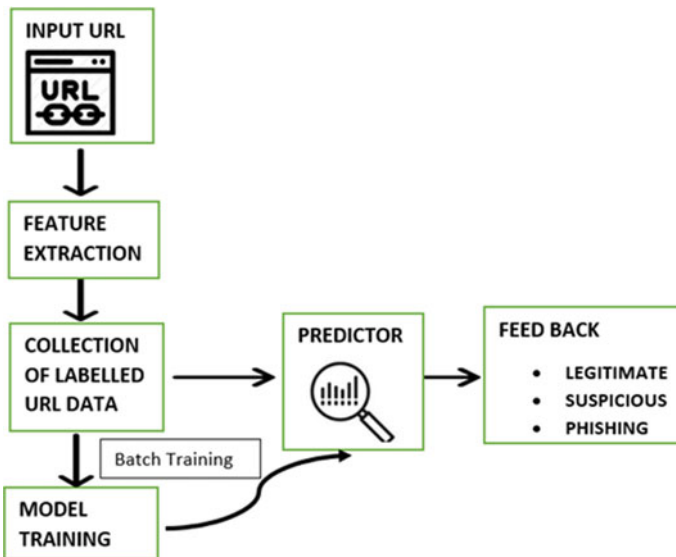 INPUT URL
URL
FEATURE
EXTRACTION
COLLECTION
OF LABELLED
URL DATA
Batch Training
MODEL
TRAINING
PREDICTOR
FEED BACK
• LEGITIMATE
• SUSPICIOUS
• PHISHING